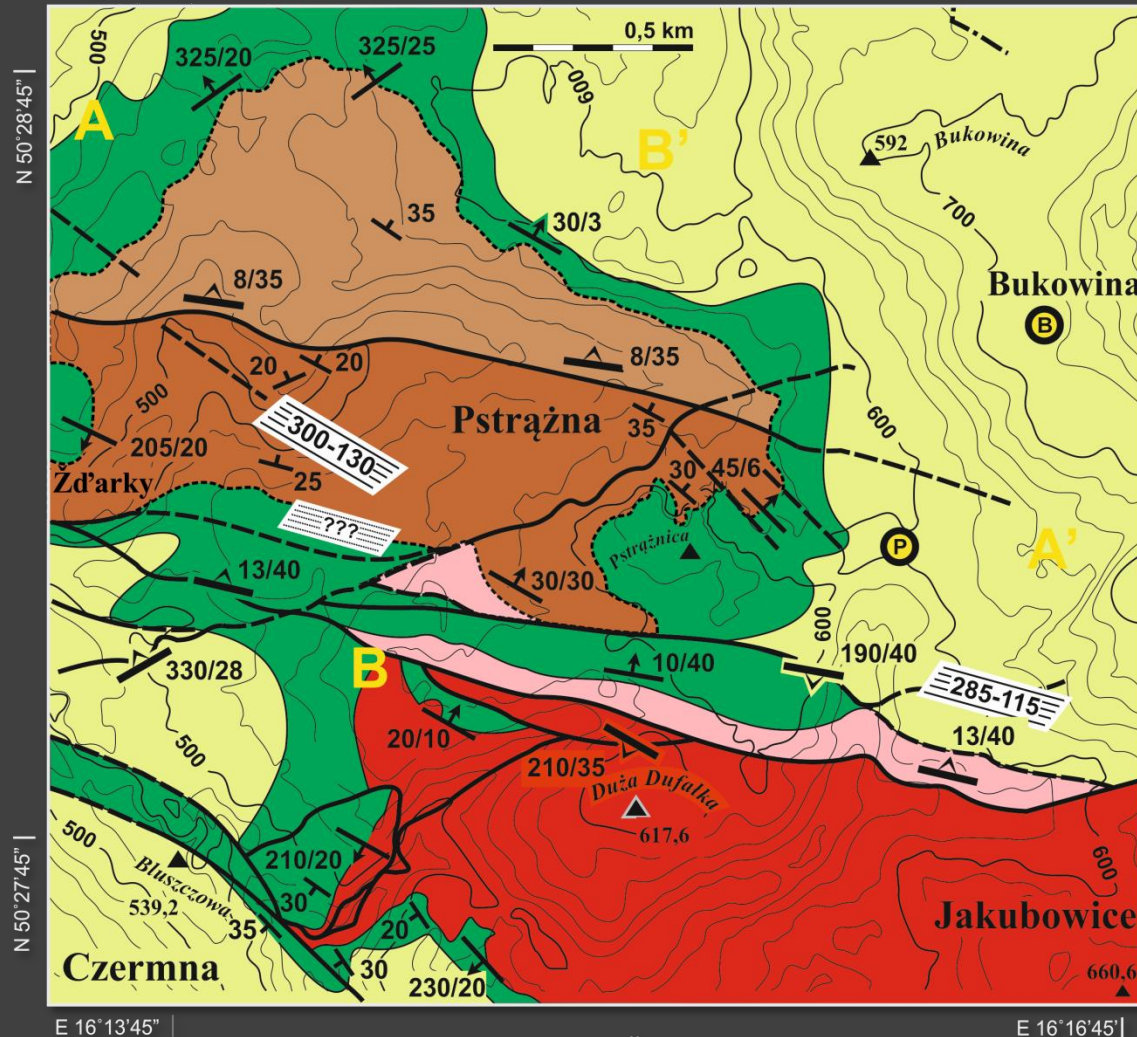 500
325/20
325/25
0,5 km
600
N 50°28'45"
A
B'
592
Bukowina
700
35
30/3
8/35
Bukowina
B
20
20
8/35
500
300-130
Pstrążna
35
600
205/20
30
45/6
Žd'arky
25
???
Pstrążnica
P
A'
13/40
30/30
600
190/40
330/28
B
10/40
285-115
13/40
20/10
210/35
500
Duża Dufałka
617,6
500
N 50°27'45"
210/20
600
Bluszczowa
30
539,2
35
20
Jakubowice
Czermna
30
230/20
660,6
E 16°13'45"
E 16°16'45'